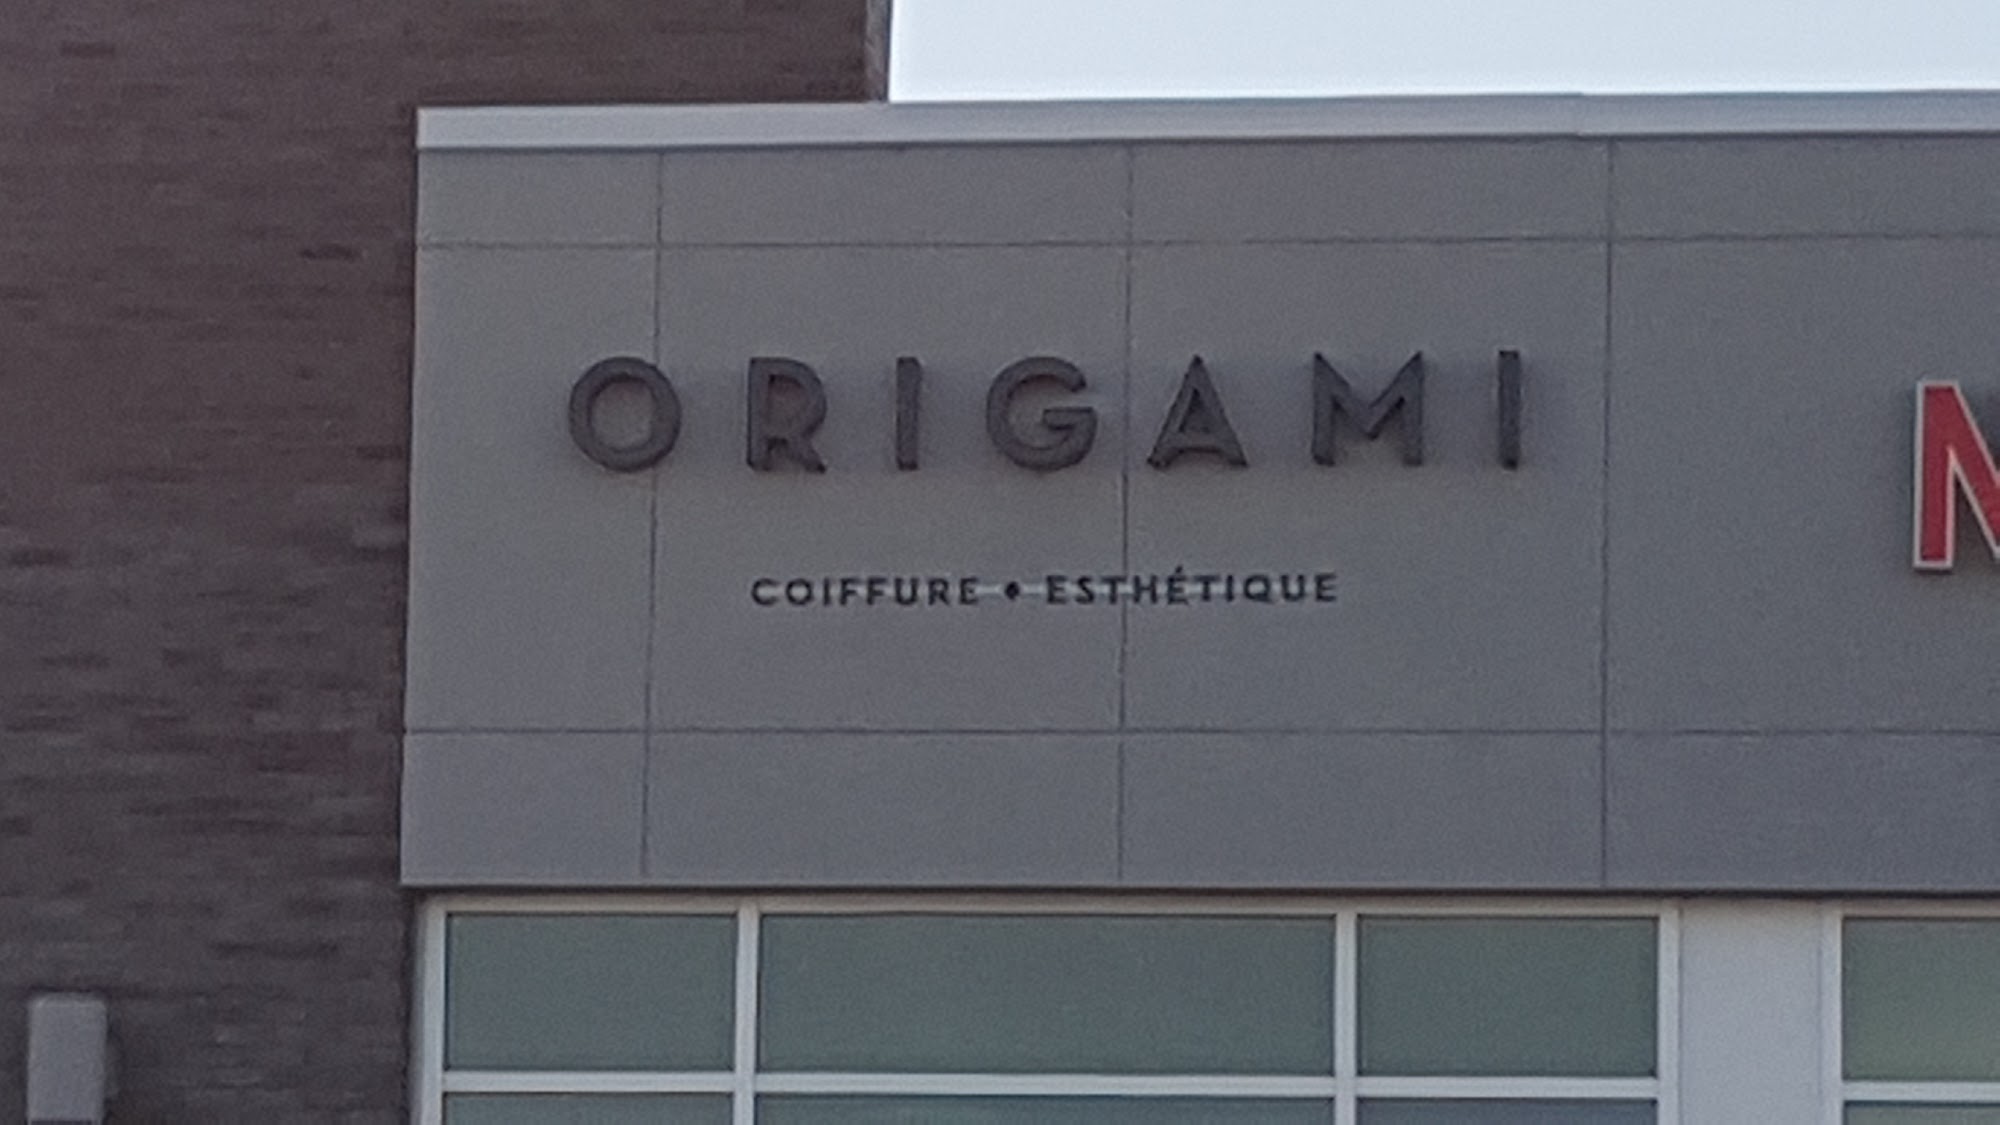 ORIGAMI
COIFFURE • ESTHÉTIQUE
M